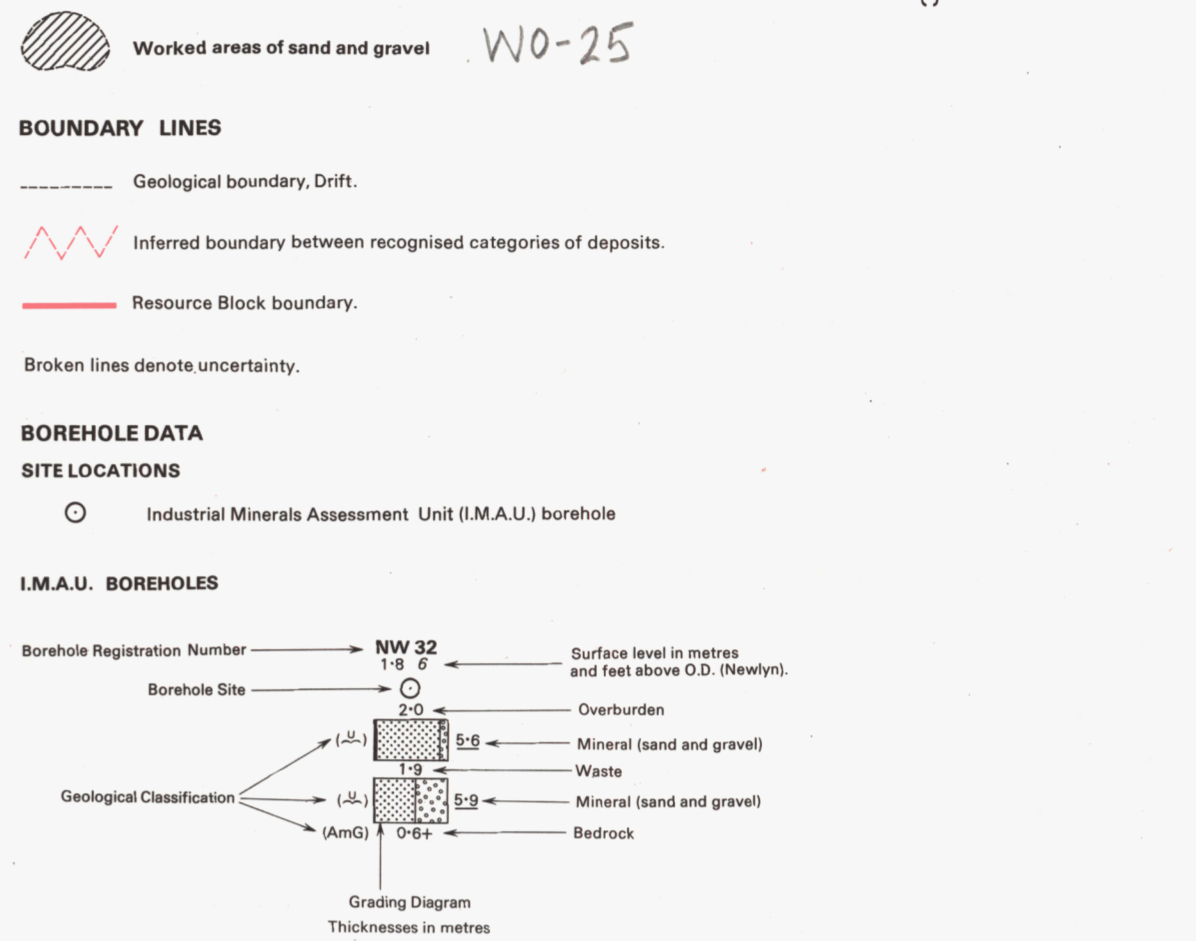 Worked areas of sand and gravel
WO-25
BOUNDARY LINES
Geological boundary, Drift.
Inferred boundary between recognised categories of deposits.
Resource Block boundary.
Broken lines denote uncertainty.
BOREHOLE DATA
SITE LOCATIONS
Industrial Minerals Assessment Unit (I.M.A.U.) borehole
I.M.A.U. BOREHOLES
Borehole Registration Number
NW 32
1·8 6
Surface level in metres
and feet above O.D. (Newlyn).
Borehole Site
2·0
Overburden
5·6
Mineral (sand and gravel)
1·9
Waste
Geological Classification
5·9
Mineral (sand and gravel)
(AmG)
0·6+
Bedrock
Grading Diagram
Thicknesses in metres